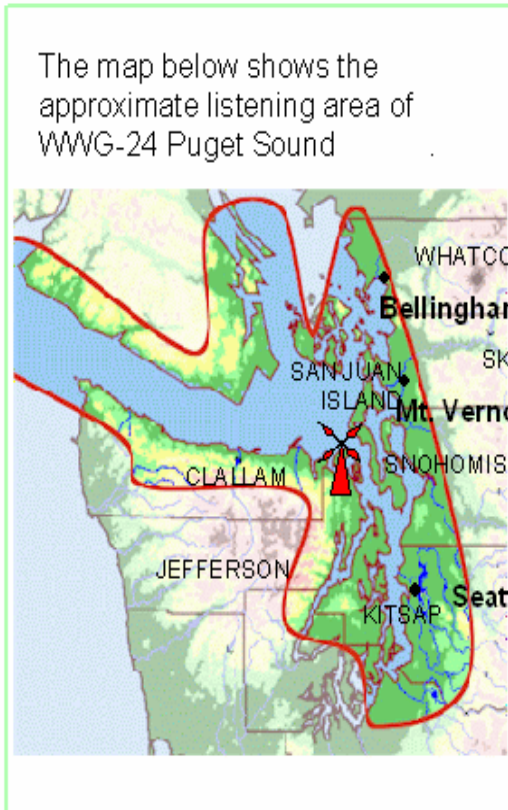 The map below shows the
approximate listening area of
WWG-24 Puget Sound .
WHATCO
Bellinghar
SAN JUAN
SK
ISLAND
Mt. Verno
SNOHOMIS
CLALLAM
JEFFERSON
Seat
KITSAP